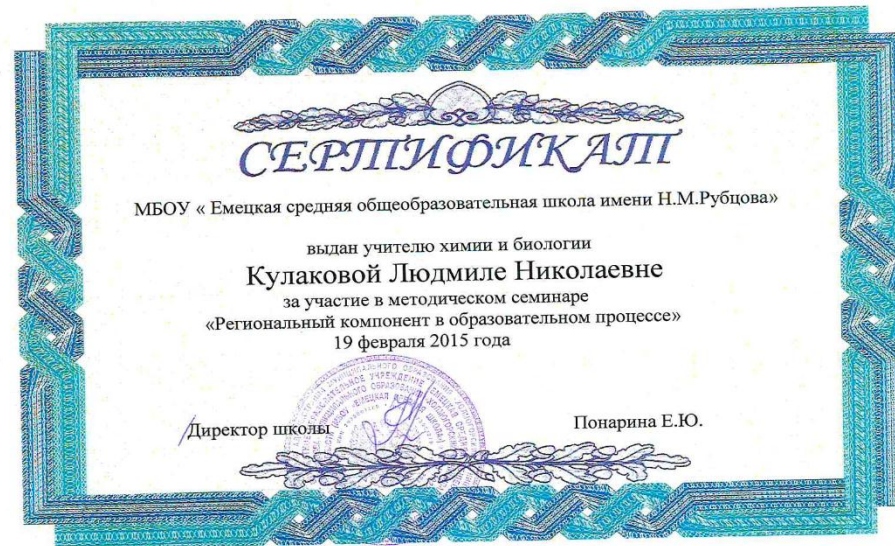 СЕРТИФИКАТ
МБОУ « Емецкая средняя общеобразовательная школа имени Н.М.Рубцова»
выдан учителю химии и биологии
Кулаковой Людмиле Николаевне
за участие в методическом семинаре
«Региональный компонент в образовательном процессе»
19 февраля 2015 года
Директор школы
Понарина Е.Ю.